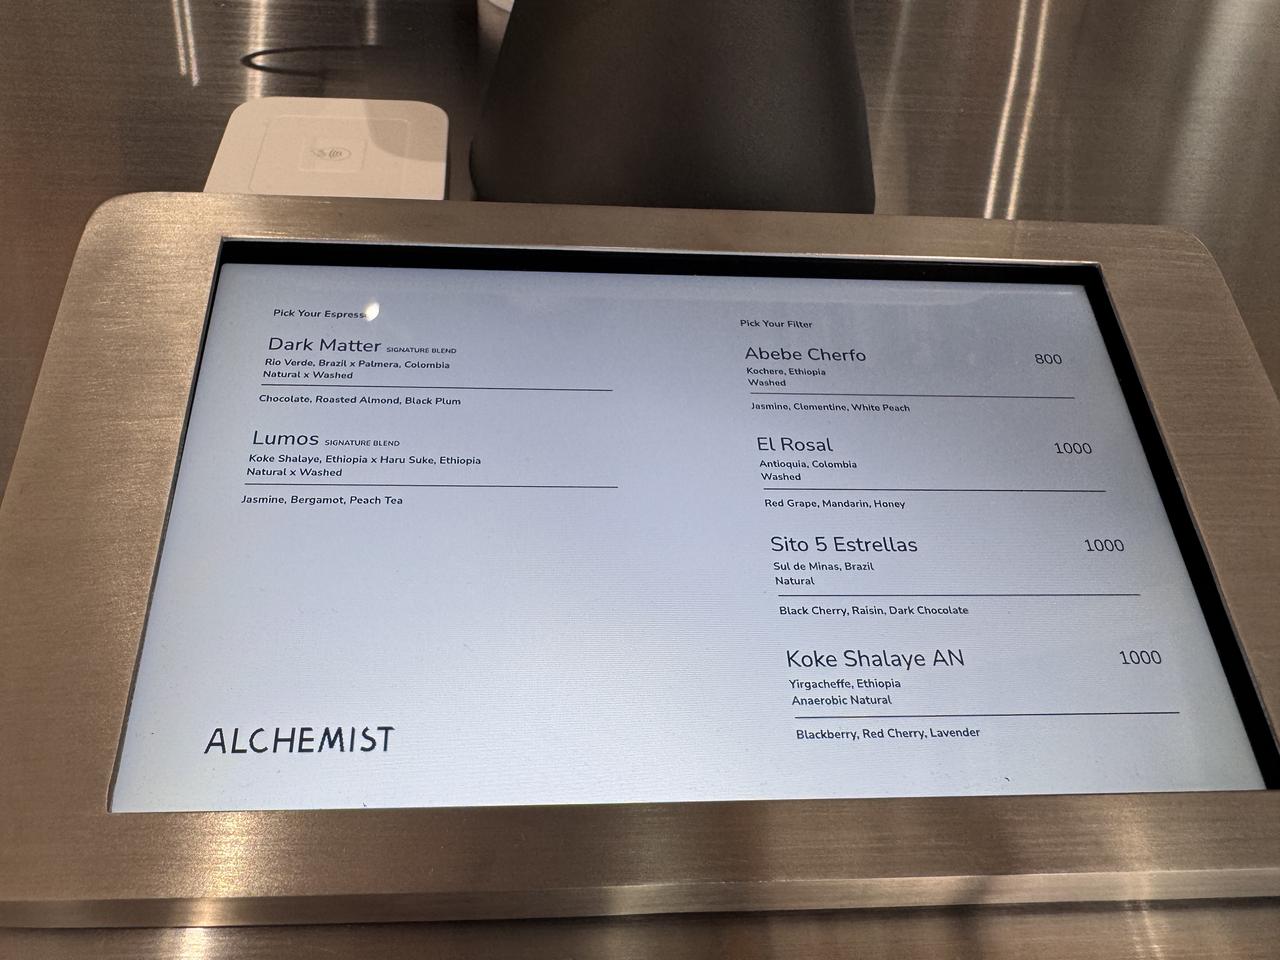 Pick Your Espresso
Dark Matter SIGNATURE BLEND
Rio Verde, Brazil x Palmera, Colombia
Natural x Washed
Chocolate, Roasted Almond, Black Plum
Lumos SIGNATURE BLEND
Koke Shalaye, Ethiopia x Haru Suke, Ethiopia
Natural x Washed
Jasmine, Bergamot, Peach Tea
ALCHEMIST
Pick Your Filter
Abebe Cherfo 800
Kochere, Ethiopia
Washed
Jasmine, Clementine, White Peach
El Rosal 1000
Antioquia, Colombia
Washed
Red Grape, Mandarin, Honey
Sito 5 Estrellas 1000
Sul de Minas, Brazil
Natural
Black Cherry, Raisin, Dark Chocolate
Koke Shalaye AN 1000
Yirgacheffe, Ethiopia
Anaerobic Natural
Blackberry, Red Cherry, Lavender